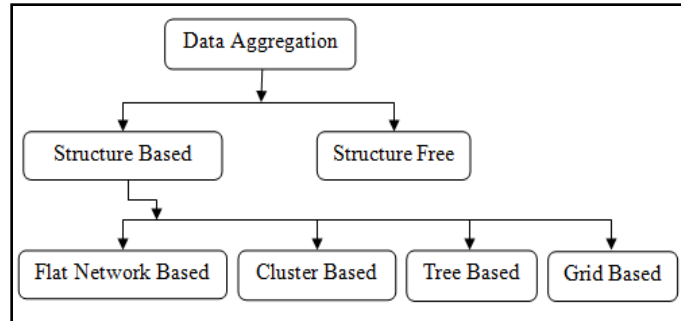 Data Aggregation
Structure Based
Structure Free
Flat Network Based
Cluster Based
Tree Based
Grid Based